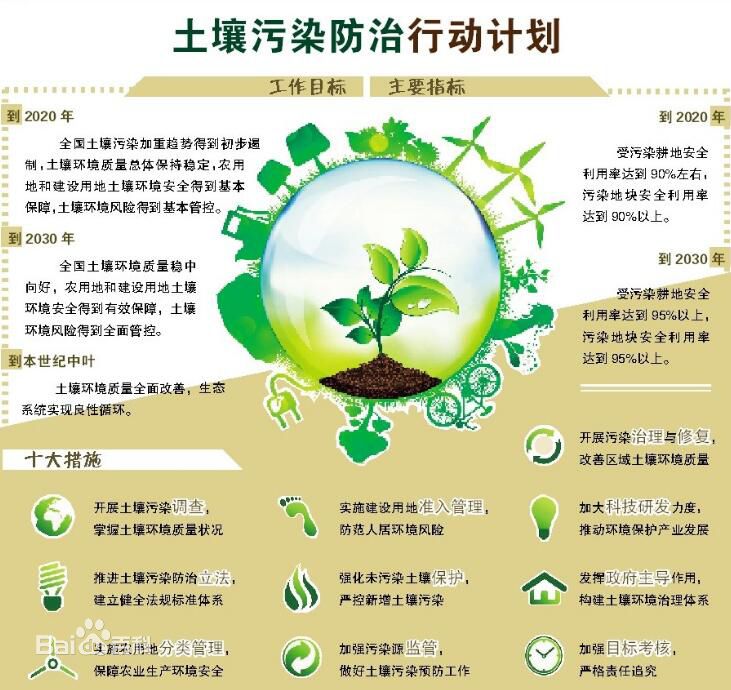 土壤污染防治行动计划
工作目标
主要指标
到2020年
全国土壤污染加重趋势得到初步遏
制，土壤环境质量总体保持稳定，农用
地和建设用地土壤环境安全得到基本
保障，土壤环境风险得到基本管控。
到2030年
全国土壤环境质量稳中
向好，农用地和建设用地土壤
环境安全得到有效保障，土壤
环境风险得到全面管控。
到本世纪中叶
土壤环境质量全面改善，生态
系统实现良性循环。
到2020年
受污染耕地安全
利用率达到90%左右，
污染地块安全利用率
达到90%以上。
到2030年
受污染耕地安全
利用率达到95%以上，
污染地块安全利用率
达到95%以上。
十大措施
开展土壤污染调查，
掌握土壤环境质量状况
推进土壤污染防治立法，
建立健全法规标准体系
实施农用地分类管理，
保障农业生产环境安全
实施建设用地准入管理，
防范人居环境风险
强化未污染土壤保护，
严控新增土壤污染
加强污染源监管，
做好土壤污染预防工作
开展污染治理与修复，
改善区域土壤环境质量
加大科技研发力度，
推动环境保护产业发展
发挥政府主导作用，
构建土壤环境治理体系
加强目标考核，
严格责任追究
Bai百科